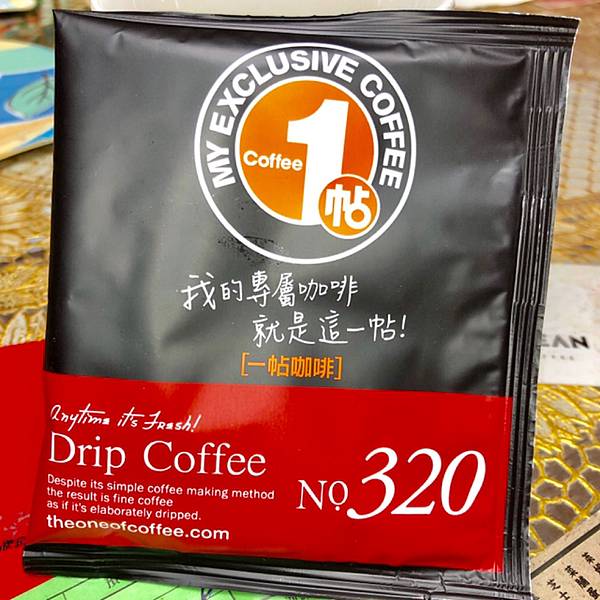 MY EXCLUSIVE COFFEE
Coffee 1
帖
我的專屬咖啡
就是這一帖!
[一帖咖啡]
Anytime it's Fresh!
Drip Coffee
Despite its simple coffee making method
the result is fine coffee
as if it's elaborately dripped.
theoneofcoffee.com
NO 320
EAN